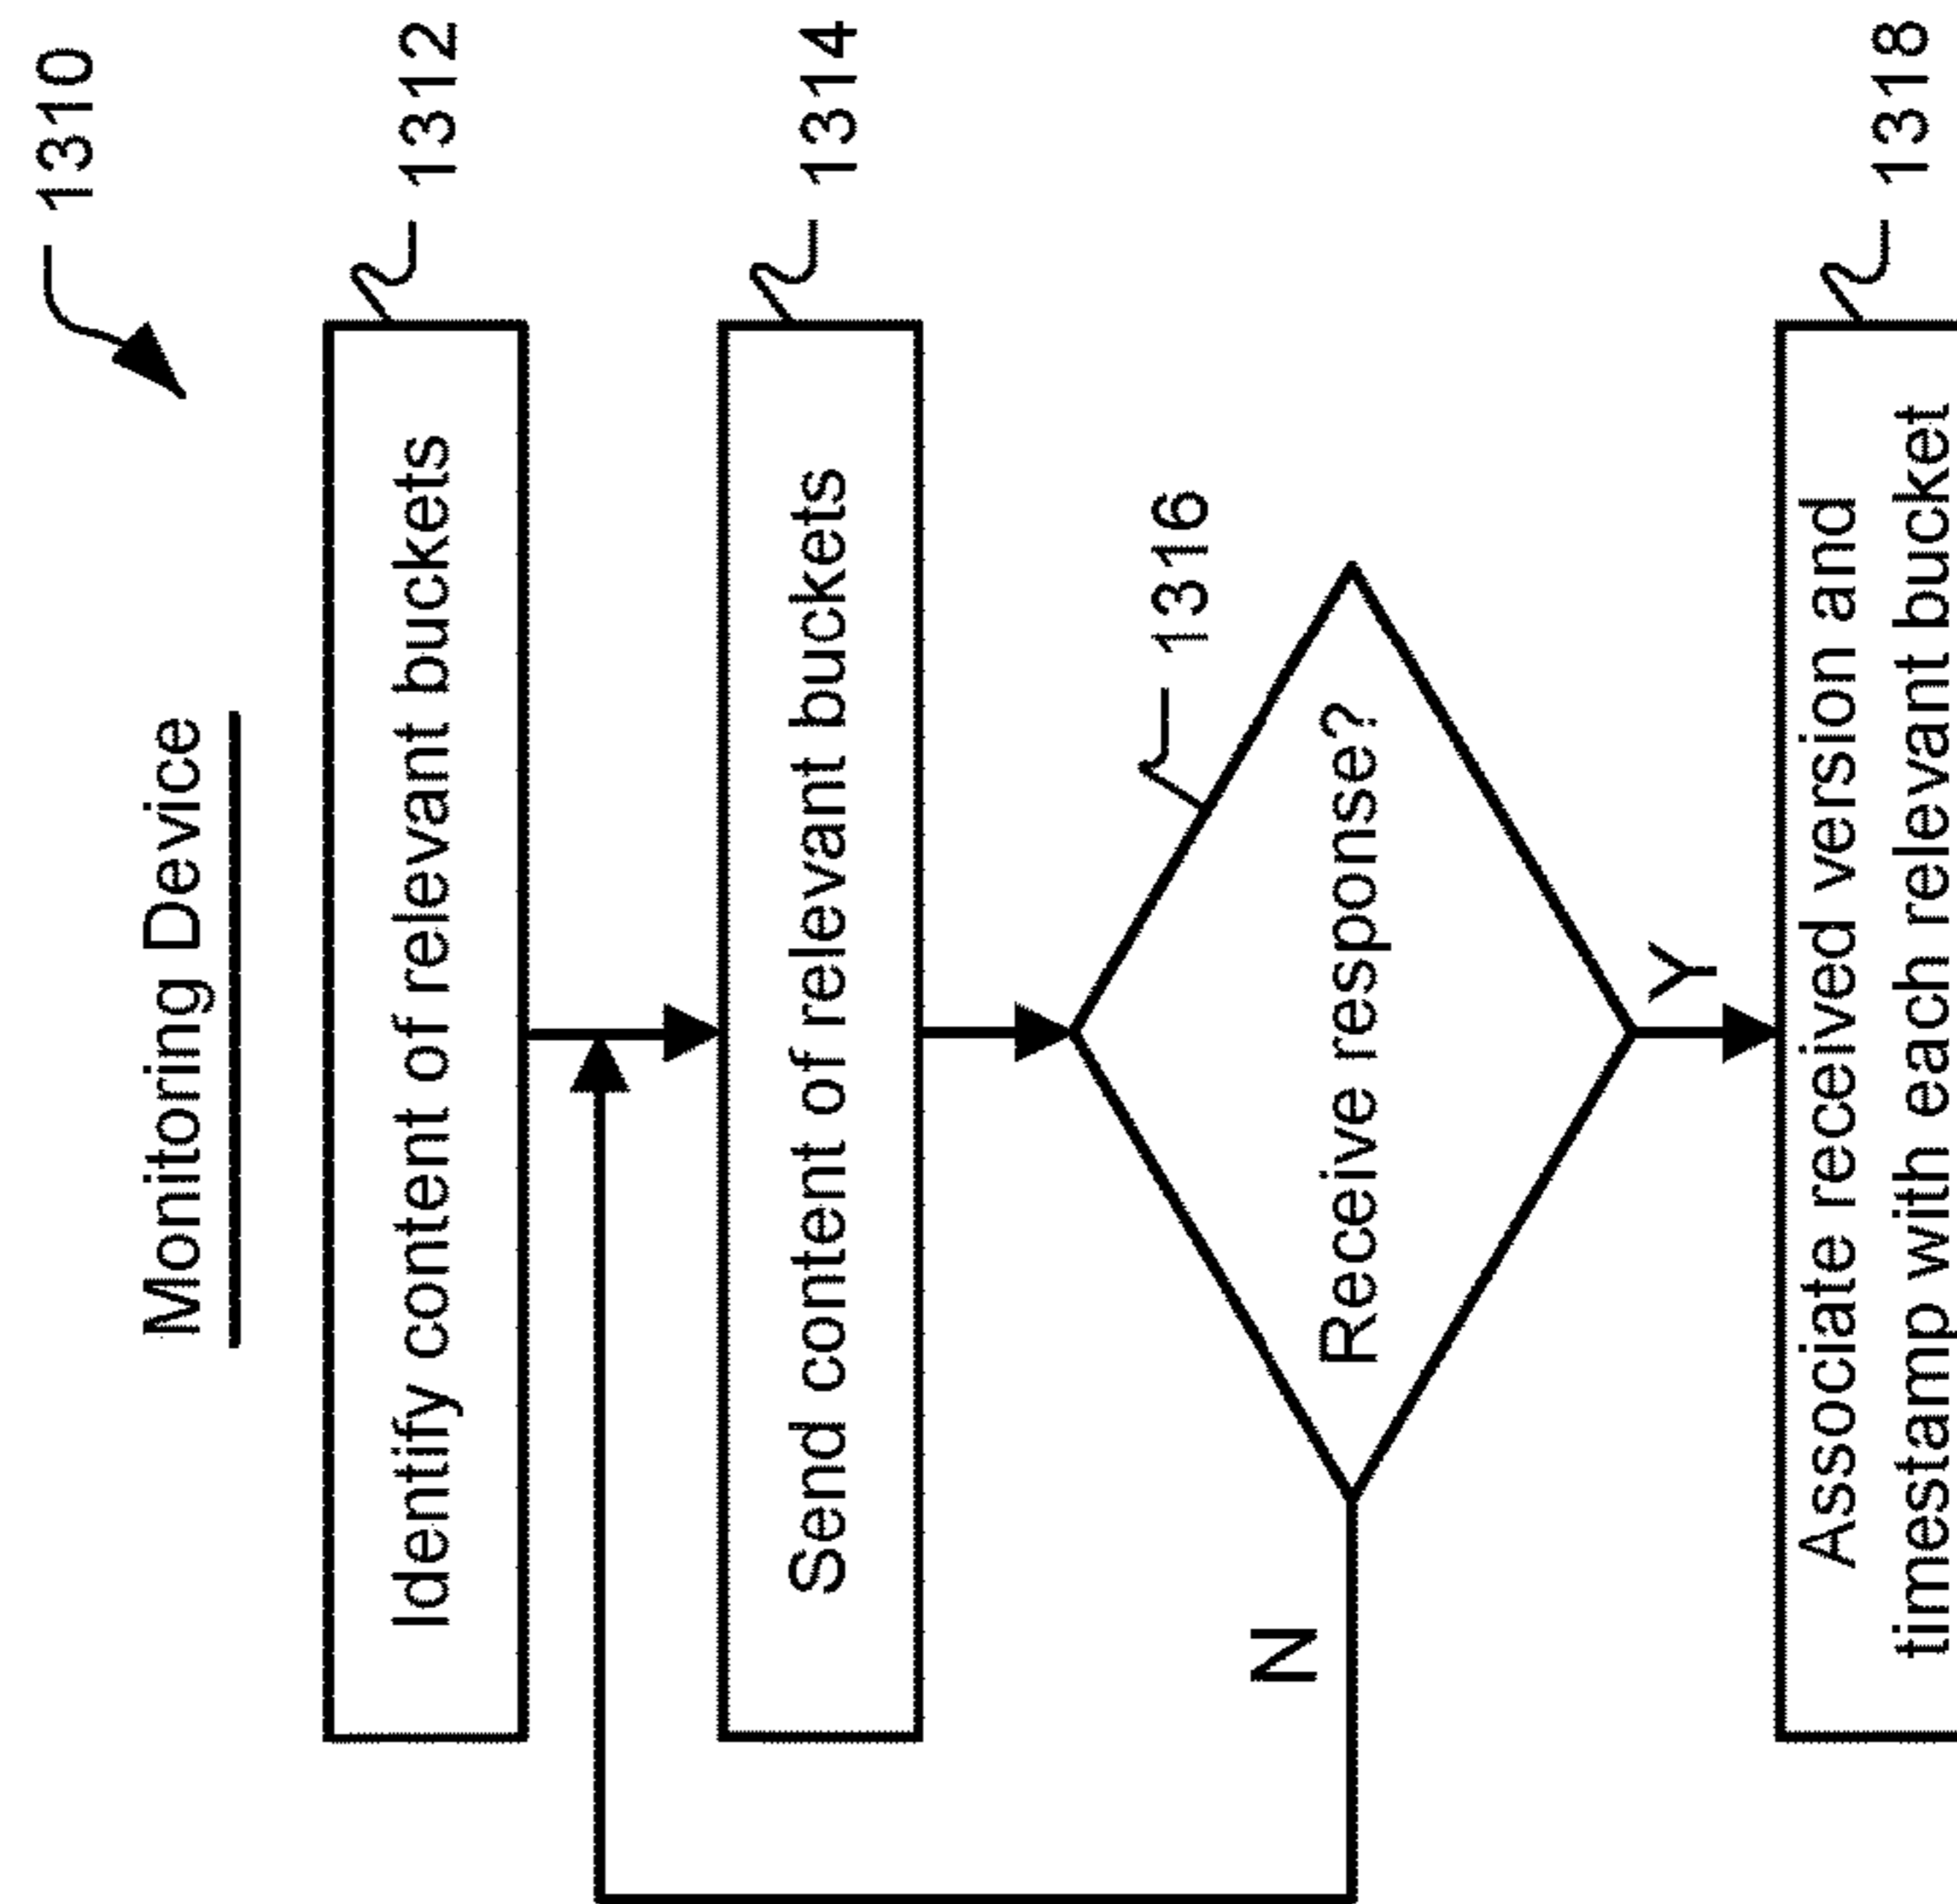 1310
Monitoring Device
1312
Identify content of relevant buckets
1314
Send content of relevant buckets
1316
Receive response?
N
Y
1318
Associate received version and
timestamp with each relevant bucket